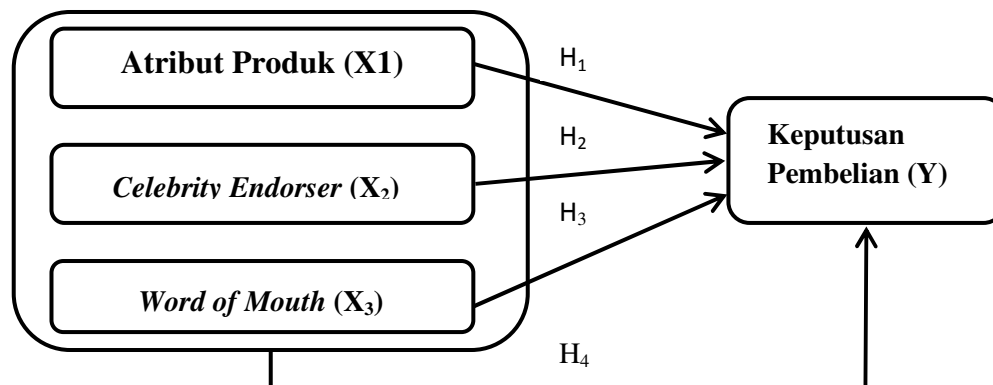 Atribut Produk (X1)
H₁
Keputusan
Pembelian (Y)
H₂
Celebrity Endorser (X₂)
H₃
Word of Mouth (X₃)
H₄